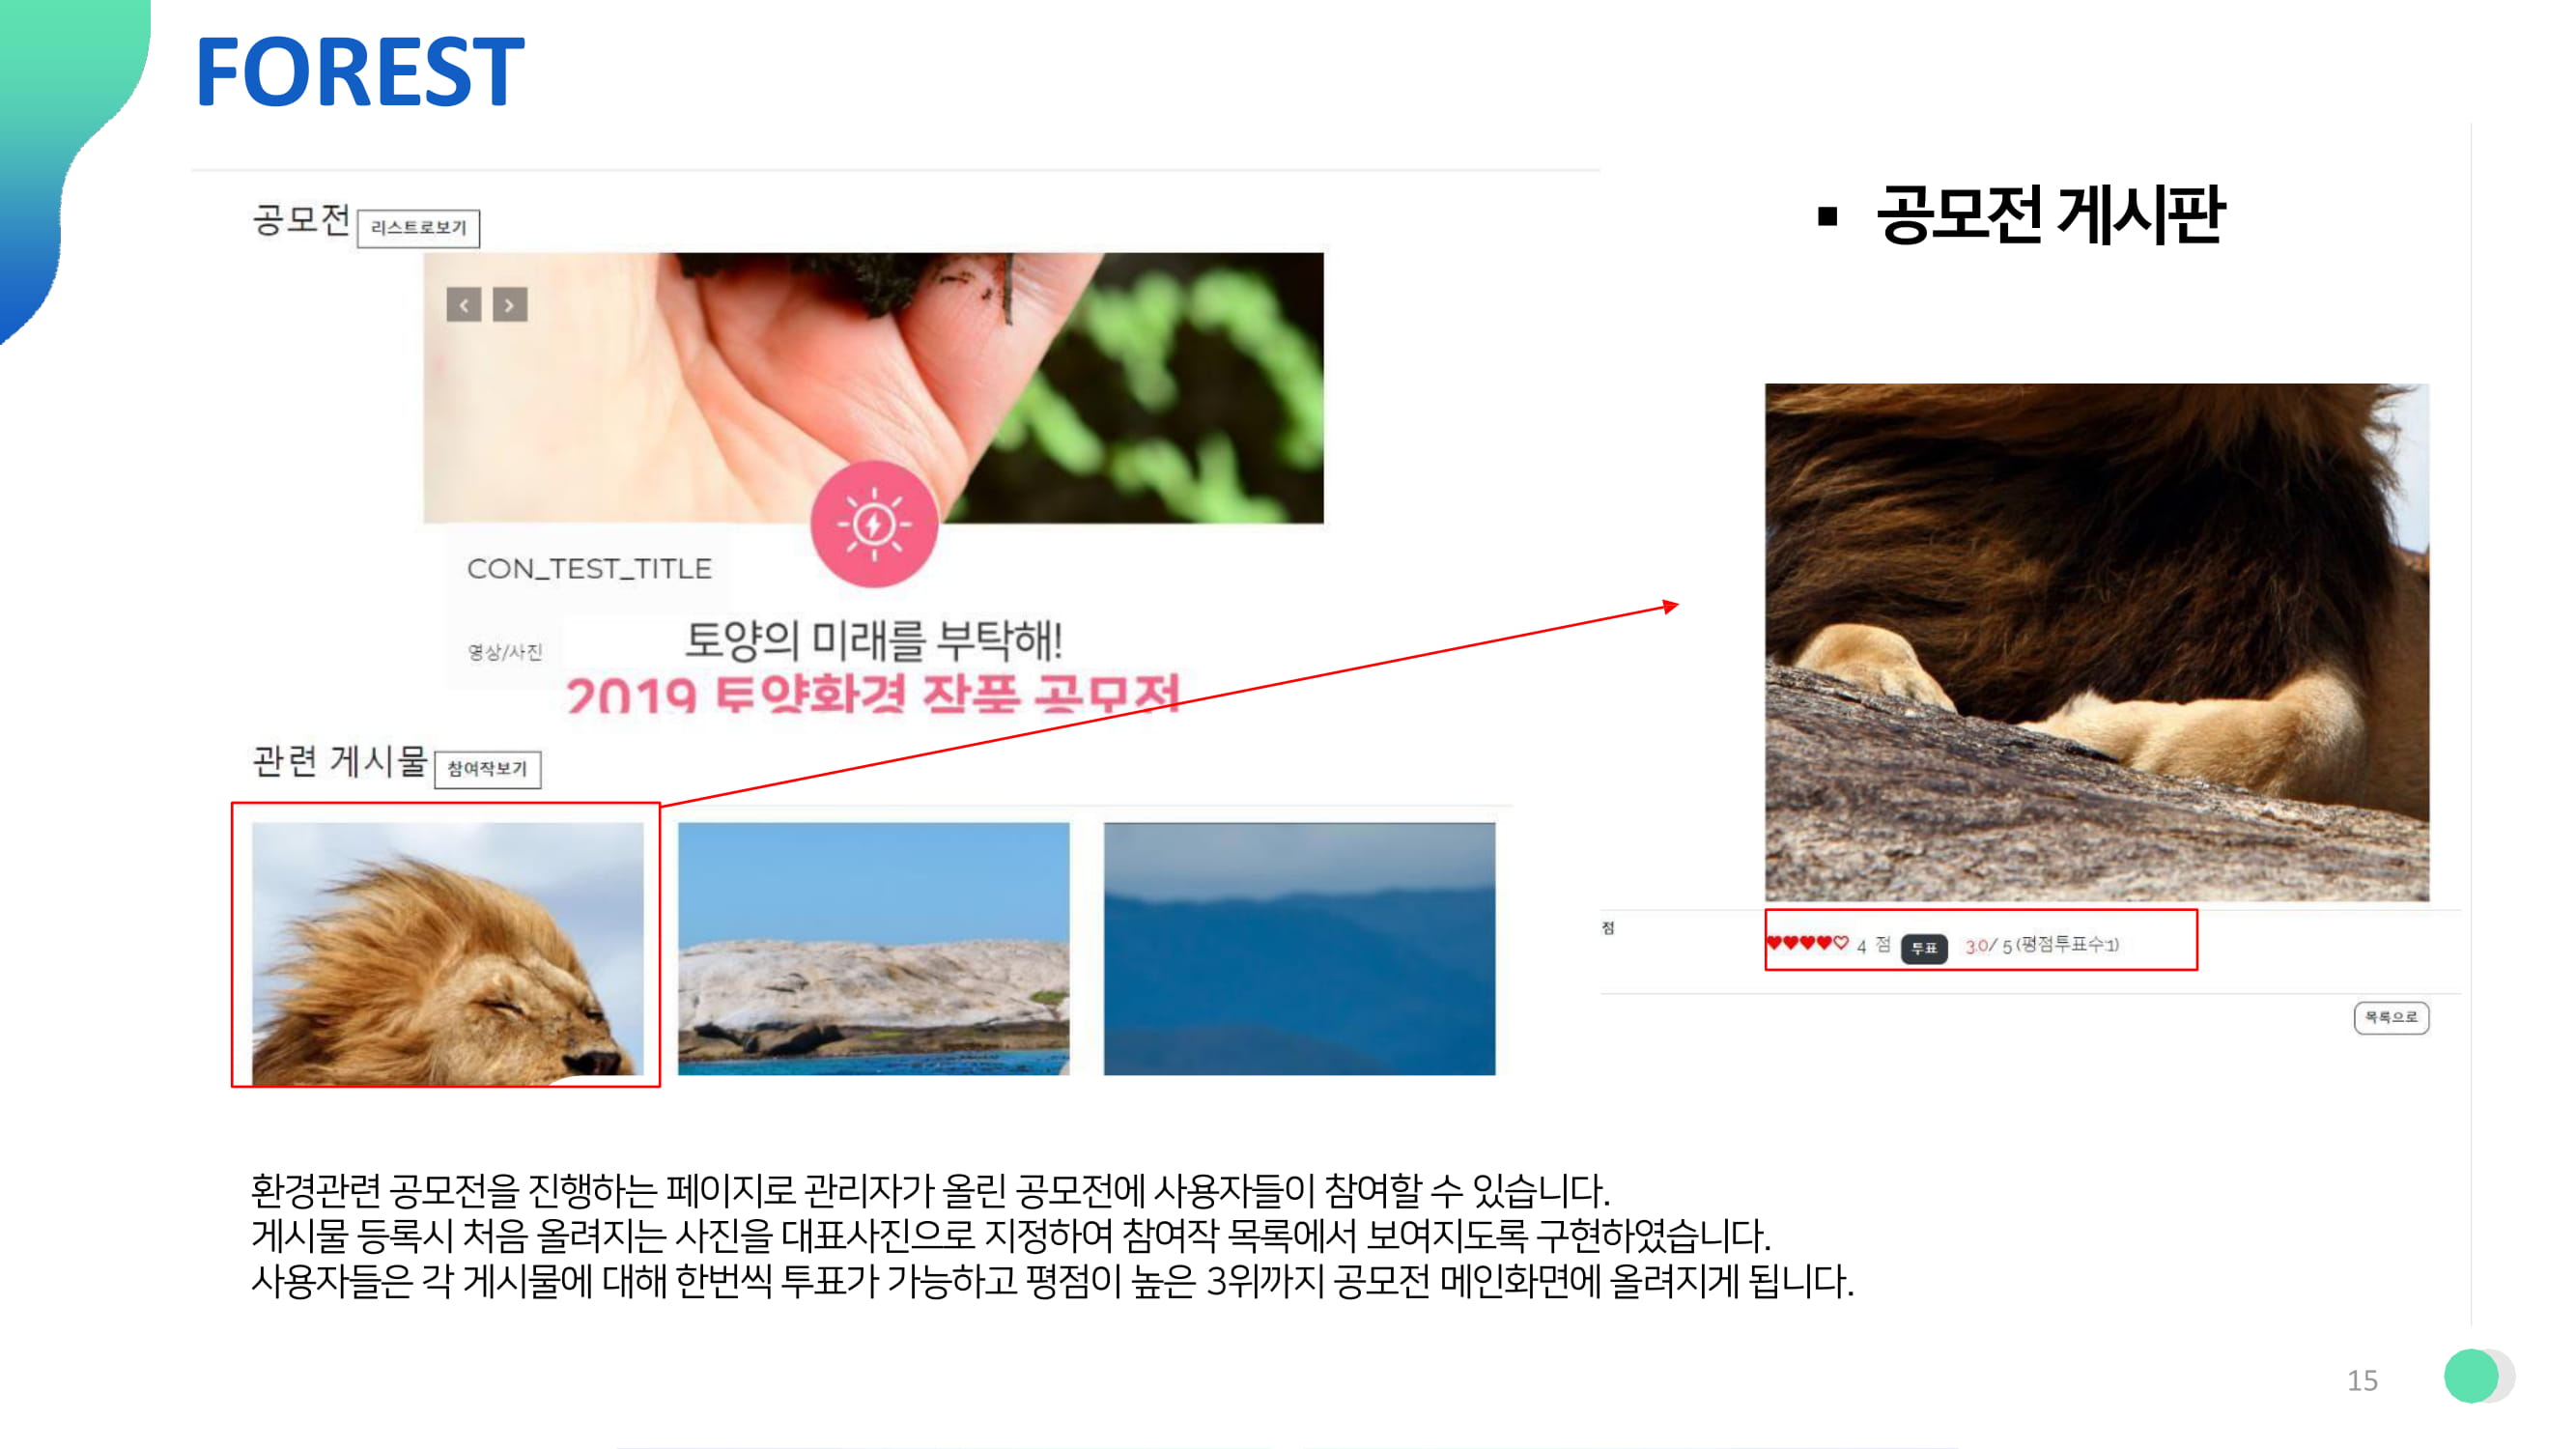 FOREST
▪ 공모전 게시판
공모전 리스트로보기
CON_TEST_TITLE
영상/사진
토양의 미래를 부탁해!
2019 토양환경 작품 공모전
관련 게시물 참여작보기
점
4 점 투표 3.0/ 5 (평점투표수:1)
목록으로
환경관련 공모전을 진행하는 페이지로 관리자가 올린 공모전에 사용자들이 참여할 수 있습니다.
게시물 등록시 처음 올려지는 사진을 대표사진으로 지정하여 참여작 목록에서 보여지도록 구현하였습니다.
사용자들은 각 게시물에 대해 한번씩 투표가 가능하고 평점이 높은 3위까지 공모전 메인화면에 올려지게 됩니다.
15